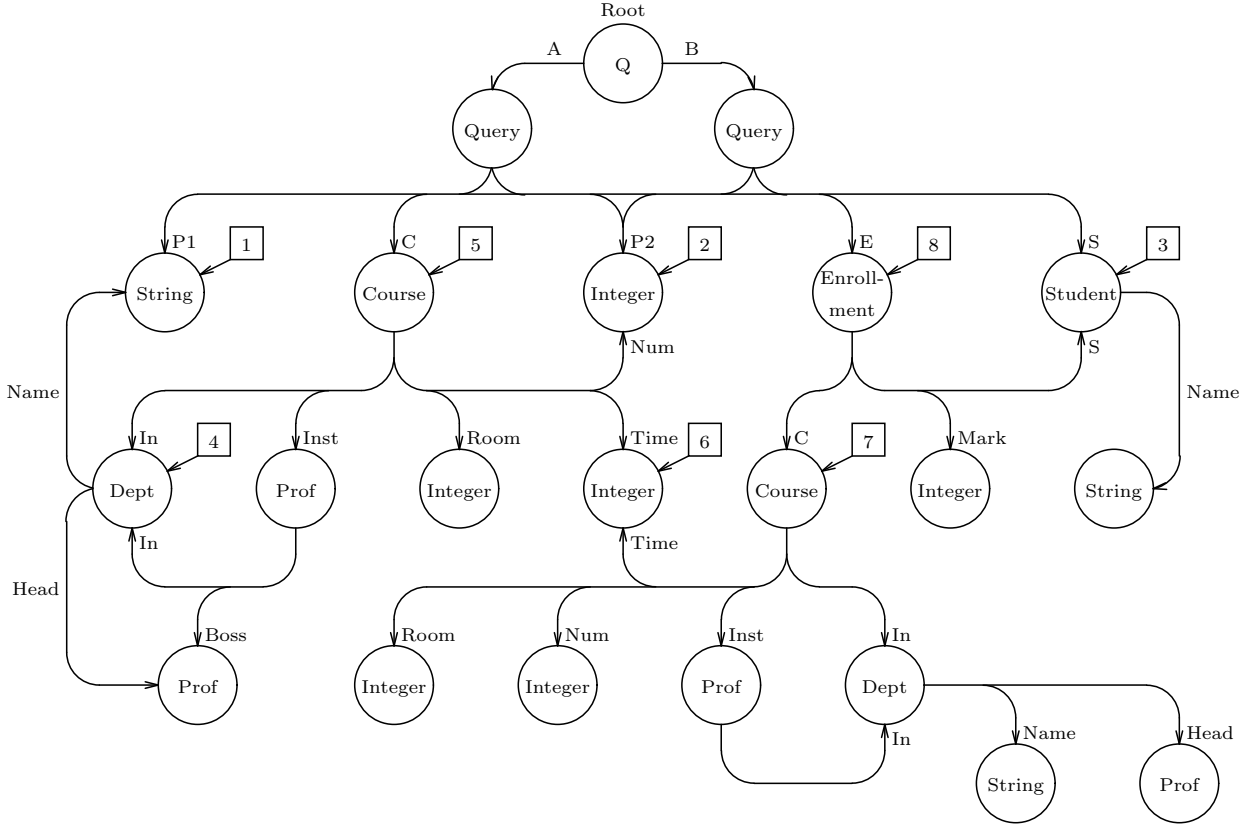 Root
A
B
Q
Query
Query
P1
1
C
5
P2
2
E
8
S
3
String
Course
Integer
Enroll-
ment
Student
Num
S
Name
Name
In
4
Inst
Room
Time
6
C
7
Mark
Dept
Prof
Integer
Integer
Course
Integer
String
In
Time
Head
Boss
Room
Num
Inst
In
Prof
Integer
Integer
Prof
Dept
In
Name
Head
String
Prof